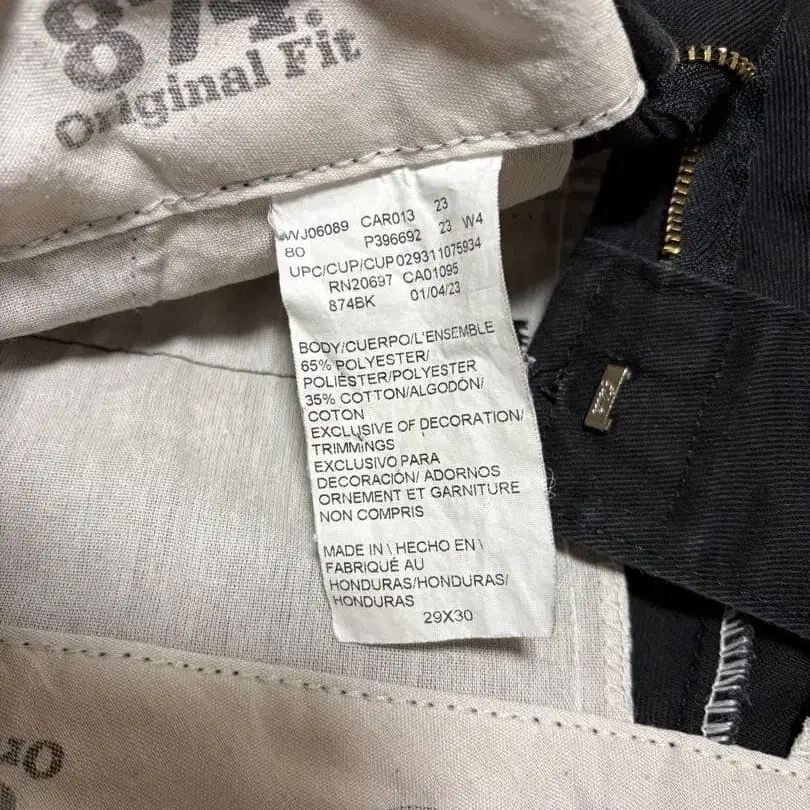 874.
Original Fit
WJ06089 CAR013 23
80 P396692 23 W4
UPC/CUP/CUP029311075934
RN20697 CA01095
874BK 01/04/23
BODY/CUERPO/L'ENSEMBLE
65% POLYESTER/
POLIÉSTER/POLYESTER
35% COTTON/ALGODÓN/
COTON
EXCLUSIVE OF DECORATION/
TRIMMINGS
EXCLUSIVO PARA
DECORACIÓN/ ADORNOS
ORNEMENT ET GARNITURE
NON COMPRIS
MADE IN \ HECHO EN \
FABRIQUÉ AU
HONDURAS/HONDURAS/
HONDURAS
29X30